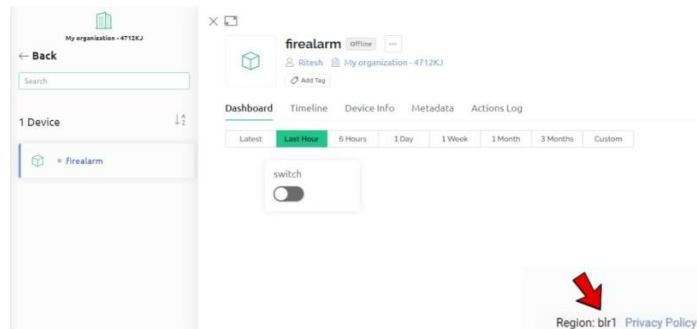 My organization - 4712KJ
← Back
Search
1 Device
firealarm
firealarm Offline ...
Ritesh My organization - 4712KJ
Add Tag
Dashboard Timeline Device Info Metadata Actions Log
Latest Last Hour 6 Hours 1 Day 1 Week 1 Month 3 Months Custom
switch
Region: blr1 Privacy Policy